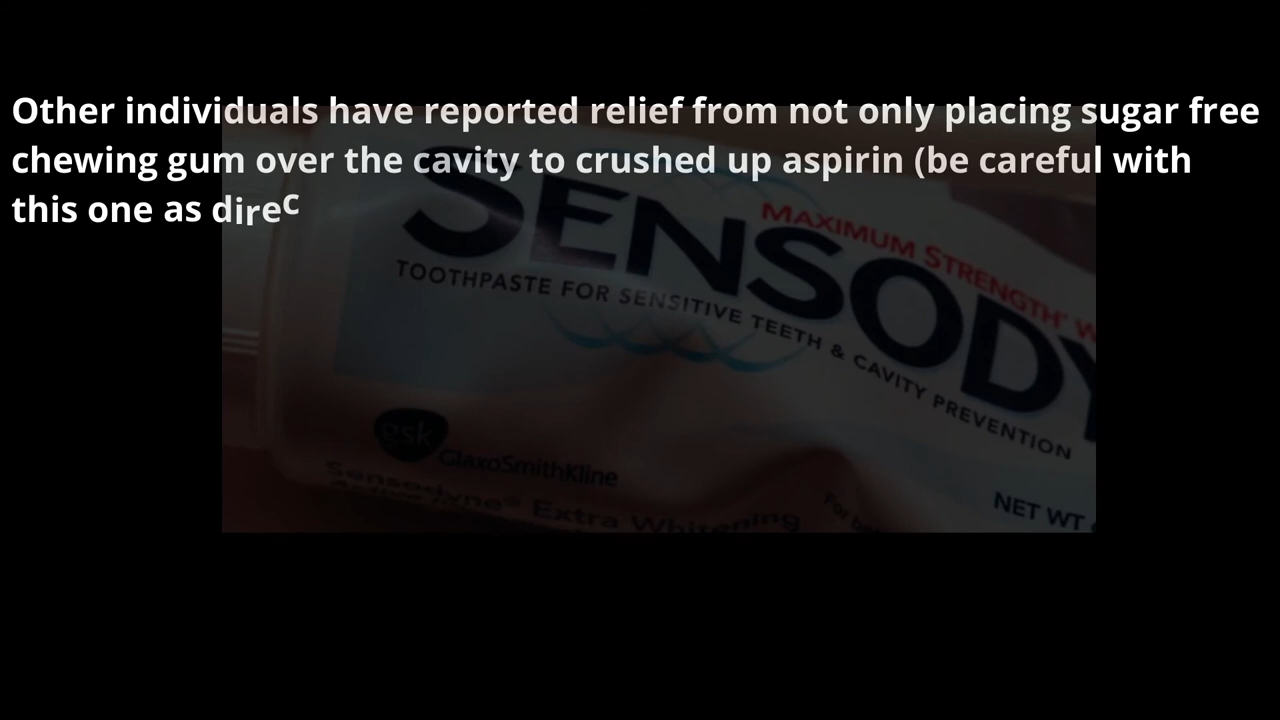 Other individuals have reported relief from not only placing sugar free
chewing gum over the cavity to crushed up aspirin (be careful with
this one as direc
MAXIMUM STRENGTH* W
SENSODY
TOOTHPASTE FOR SENSITIVE TEETH & CAVITY PREVENTION
gsk
GlaxoSmithKline
Sensodyne® Extra Whitening
NET WT